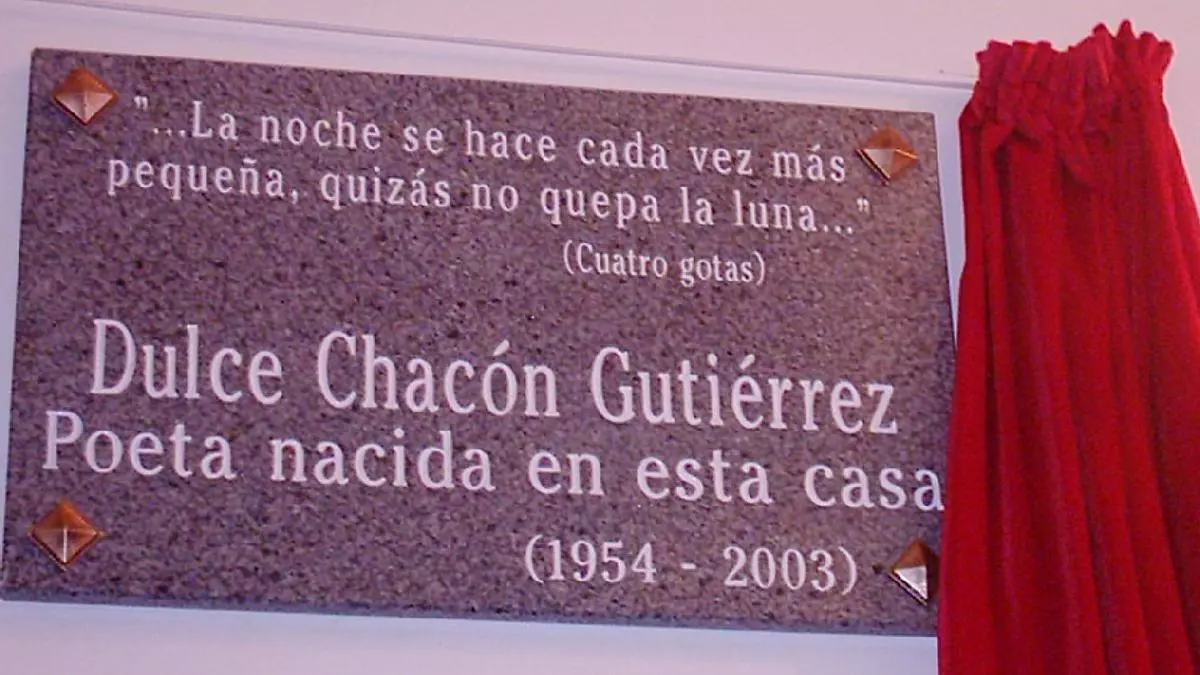 "...La noche se hace cada vez más
pequeña, quizás no quepa la luna..."
(Cuatro gotas)
Dulce Chacón Gutiérrez
Poeta nacida en esta casa
(1954 - 2003)